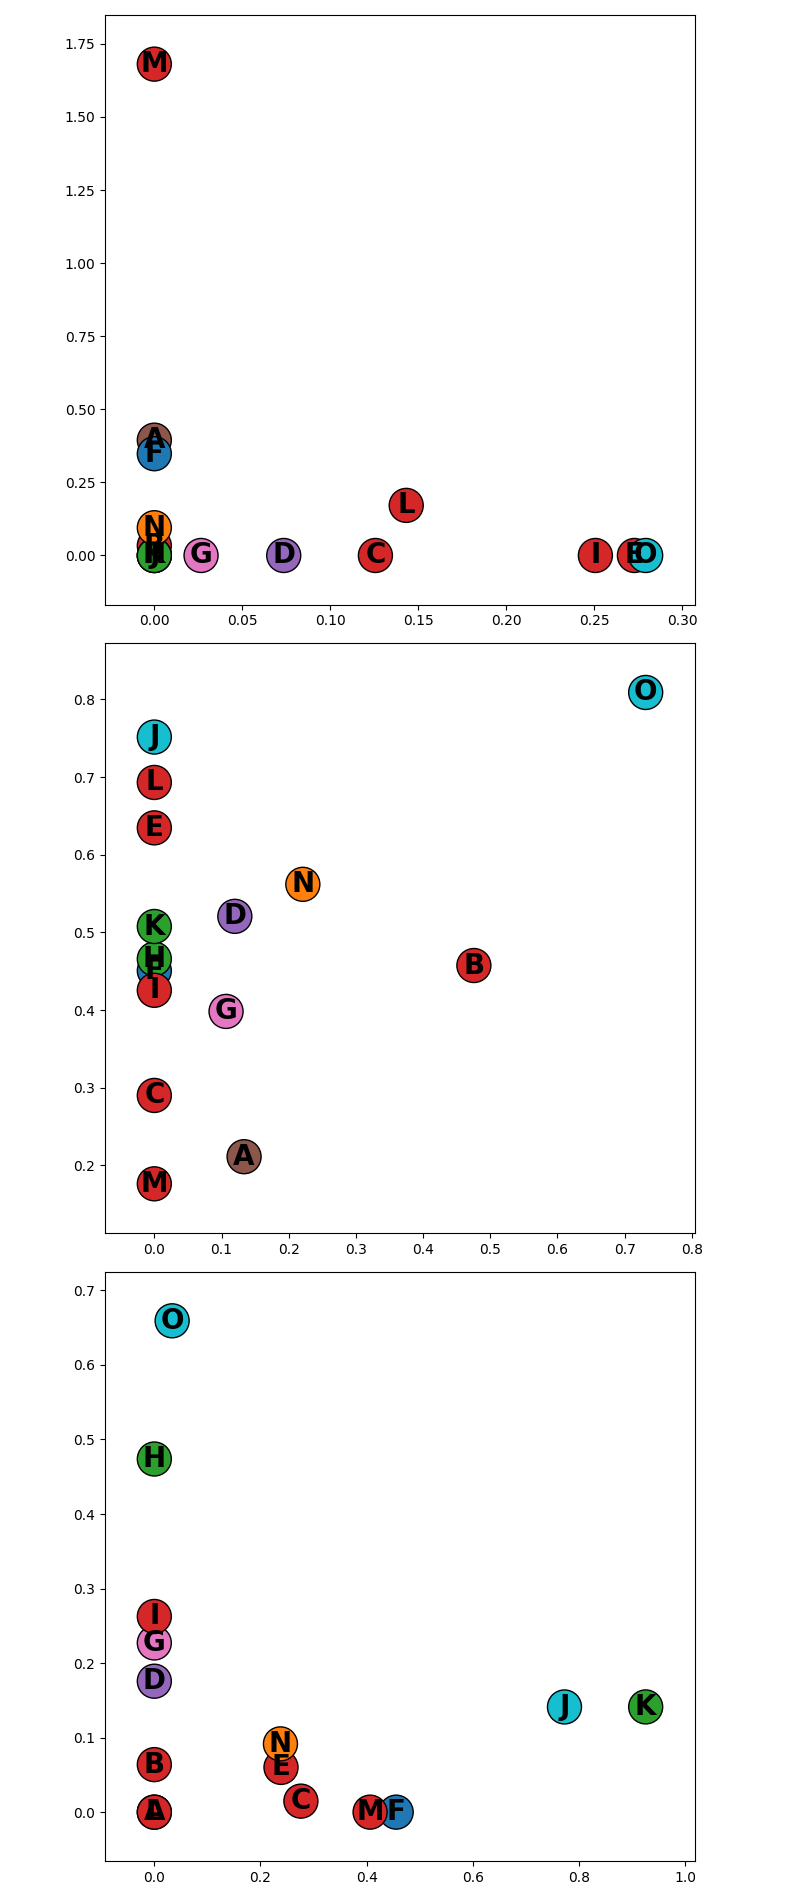 1.75
M
1.50
1.25
1.00
0.75
0.50
A
F
0.25
L
N
0.00 G D C I E O
0.00 0.05 0.10 0.15 0.20 0.25 0.30
O
0.8
J
0.7 L
E
0.6
N
D
0.5 K
H
B
I
0.4 G
0.3 C
A
0.2
M
0.0 0.1 0.2 0.3 0.4 0.5 0.6 0.7 0.8
0.7
O
0.6
0.5
H
0.4
0.3
I
G
0.2
D
J K
0.1
N
B E
C
0.0 L M F
0.0 0.2 0.4 0.6 0.8 1.0